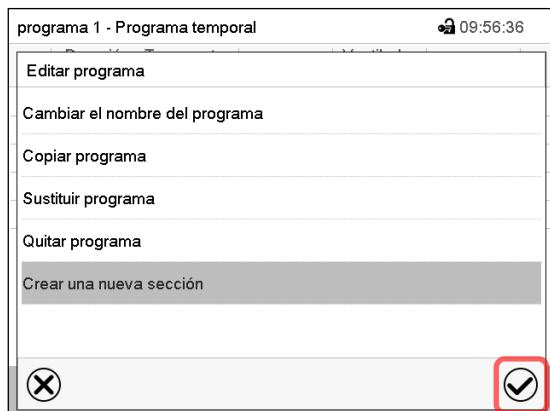 programa 1 - Programa temporal 09:56:36
Editar programa
Cambiar el nombre del programa
Copiar programa
Sustituir programa
Quitar programa
Crear una nueva sección